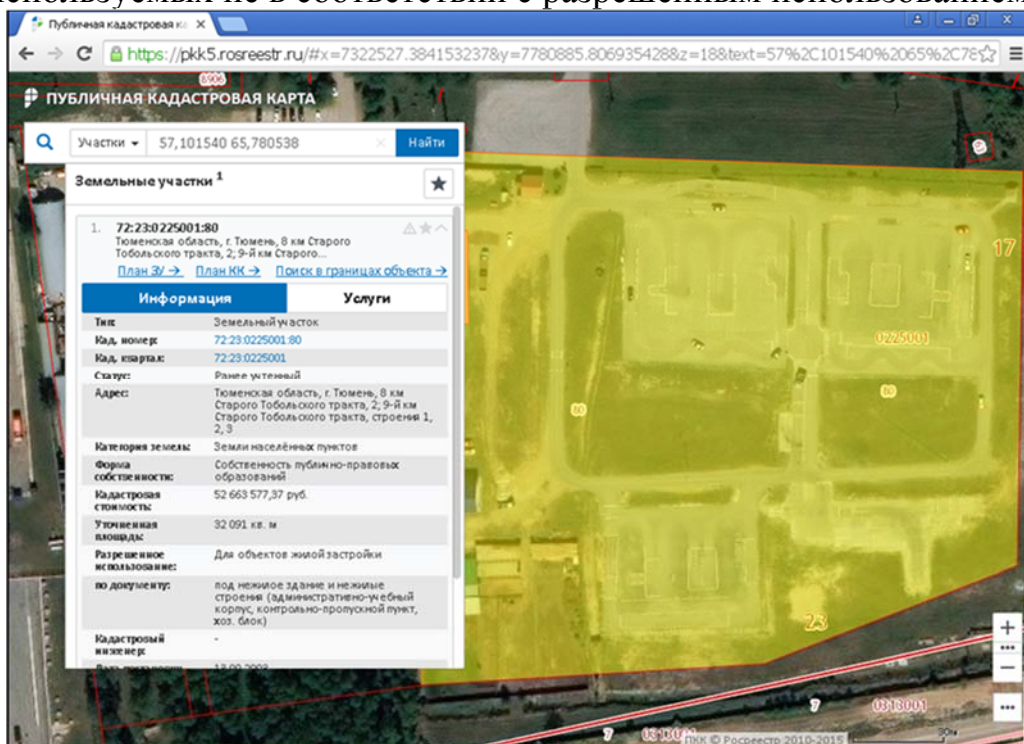 используемых не в соответствии с разрешенным использованием
Публичная кадастровая ка
https://pkk5.rosreestr.ru/#x=7322527.384153237&y=7780885.806935428&z=18&text=57%2C101540%2065%2C78
8906
ПУБЛИЧНАЯ КАДАСТРОВАЯ КАРТА
Участки 57,101540 65,780538 Найти
Земельные участки 1
1. 72:23:0225001:80
Тюменская область, г. Тюмень, 8 км Старого
Тобольского тракта, 2; 9-й км Старого...
План ЗУ → План КК → Поиск в границах объекта →
Информация Услуги
Тип: Земельный участок
Кад. номер: 72:23:0225001:80
Кад. квартал: 72:23:0225001
Статус: Ранее учтенный
Адрес: Тюменская область, г. Тюмень, 8 км
Старого Тобольского тракта, 2; 9-й км
Старого Тобольского тракта, строения 1,
2, 3
Категория земель: Земли населённых пунктов
Форма собственности: Собственность публично-правовых
образований
Кадастровая стоимость: 52 663 577,37 руб.
Уточненная площадь: 32 091 кв. м
Разрешенное использование: Для объектов жилой застройки
по документу: под нежилое здание и нежилые
строения (административно-учебный
корпус, контрольно-пропускной пункт,
хоз. блок)
Кадастровый инженер: -
17
0225001
80
80
23
7
0313001
7
30м
ПКК © Росреестр 2010-2015